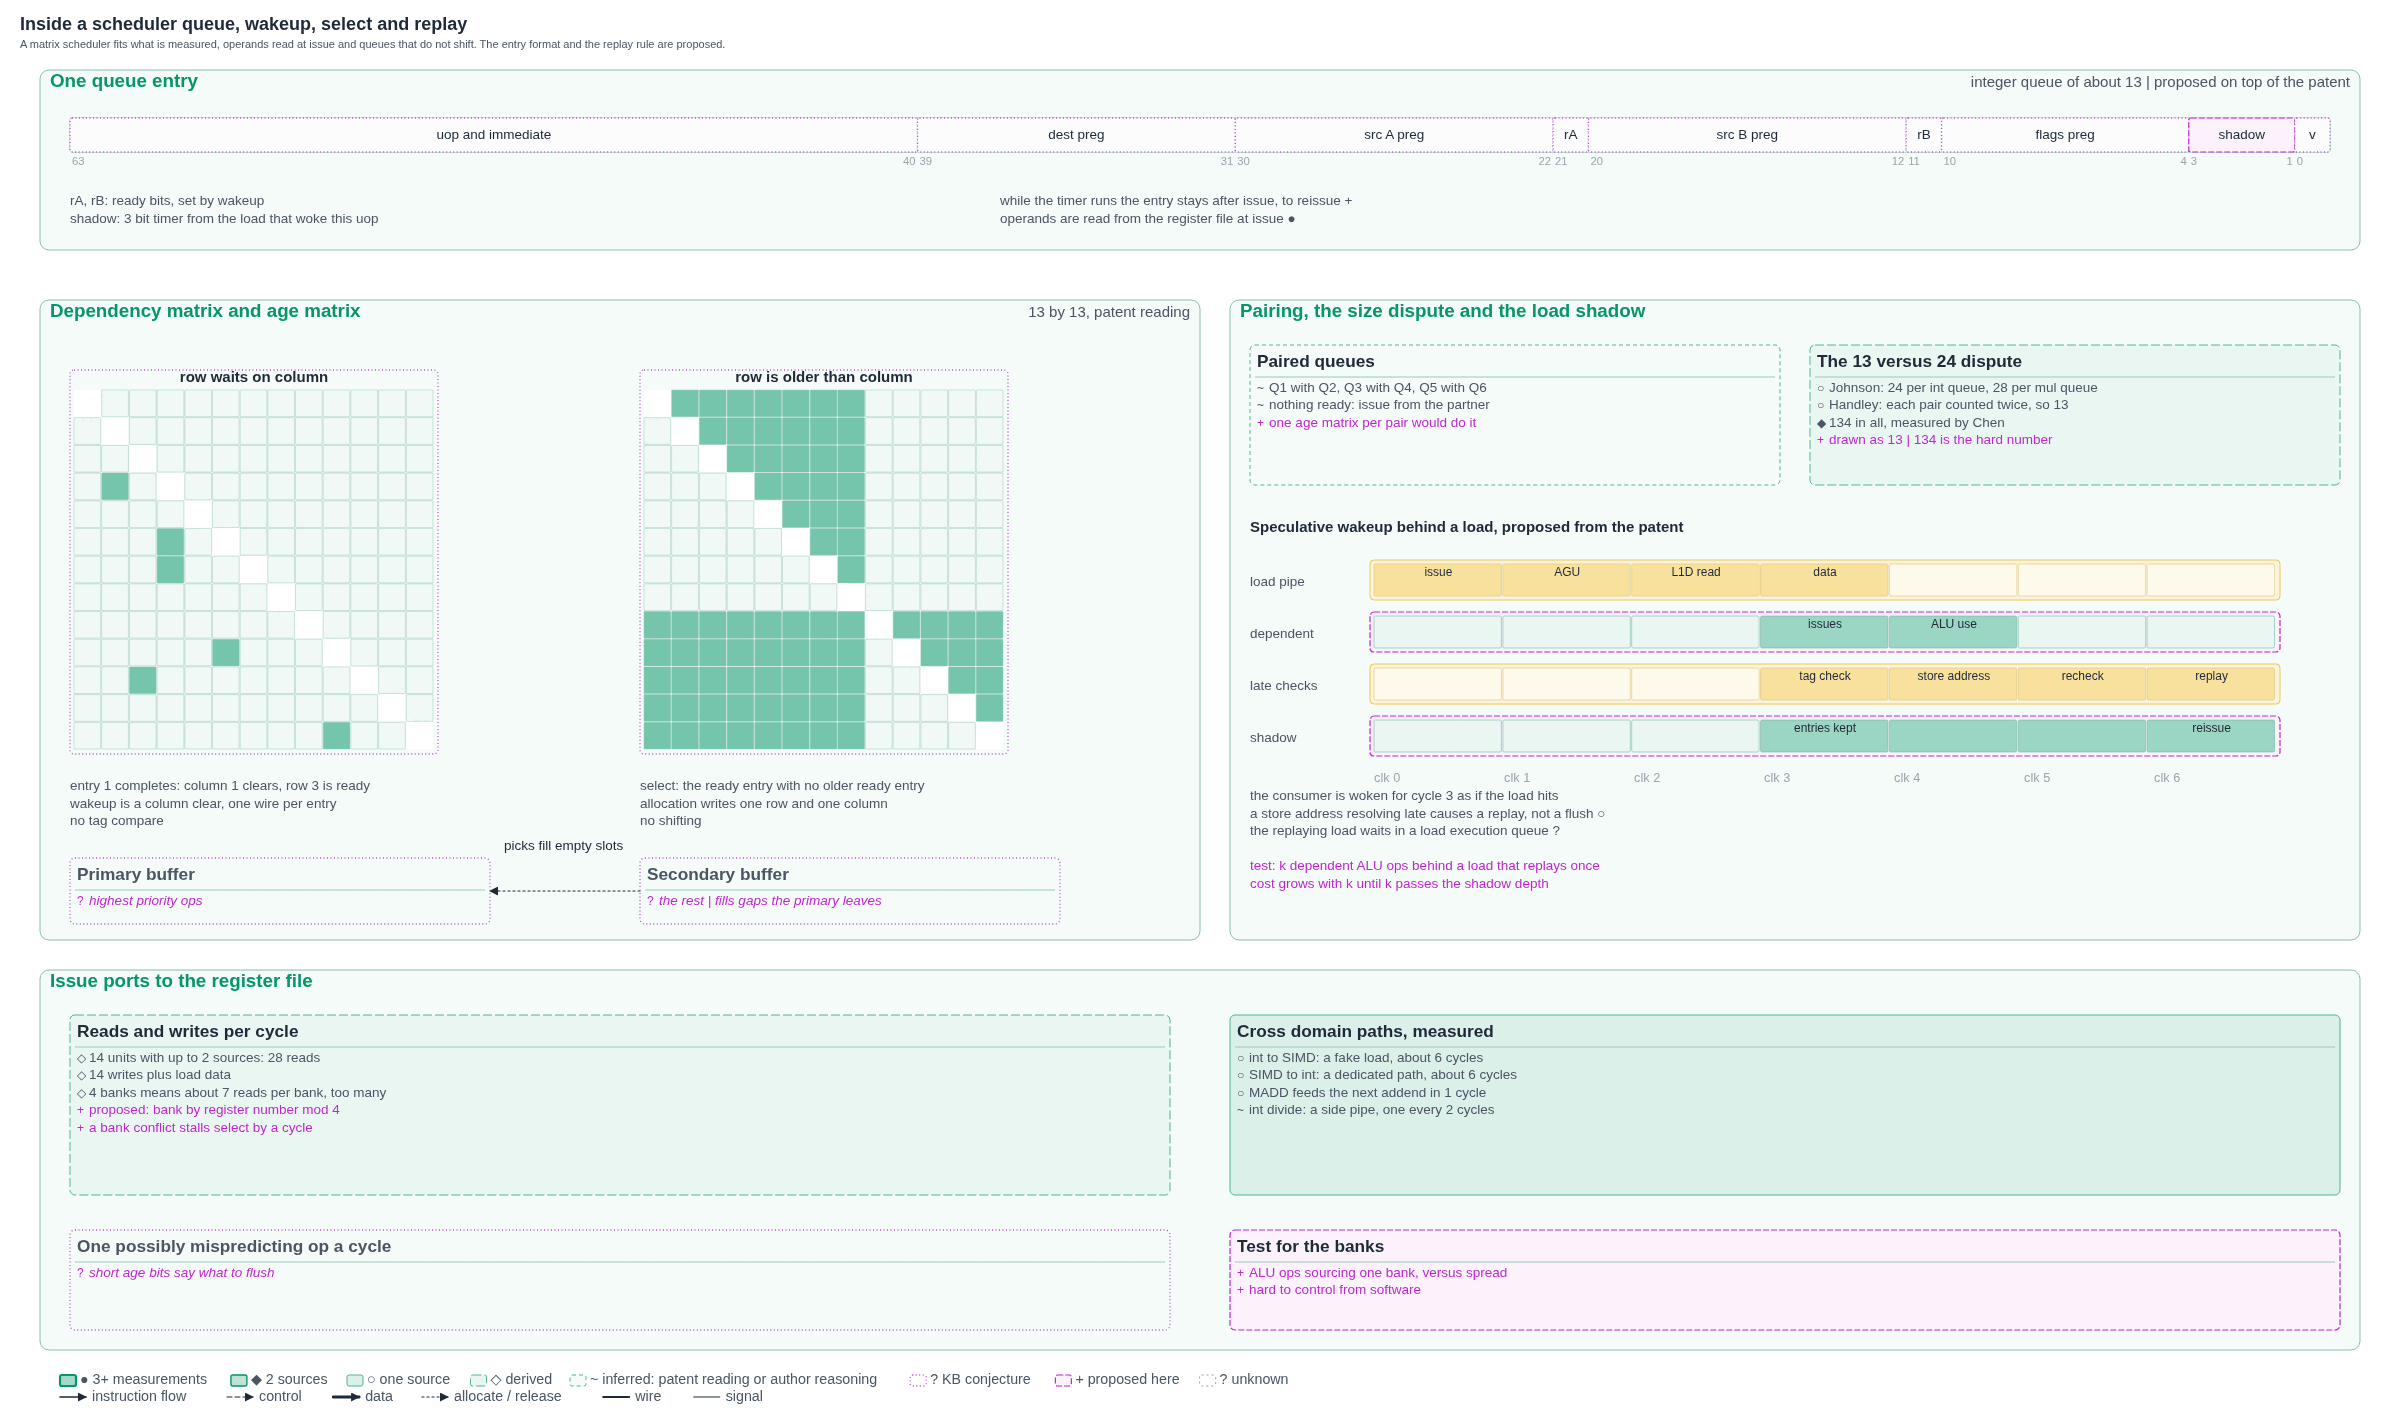 Inside a scheduler queue, wakeup, select and replay
A matrix scheduler fits what is measured, operands read at issue and queues that do not shift. The entry format and the replay rule are proposed.
One queue entry
integer queue of about 13 | proposed on top of the patent
uop and immediate
dest preg
src A preg
rA
src B preg
rB
flags preg
shadow
v
63
40 39
31 30
22 21
20
12 11
10
4 3
1 0
rA, rB: ready bits, set by wakeup
shadow: 3 bit timer from the load that woke this uop
while the timer runs the entry stays after issue, to reissue +
operands are read from the register file at issue ●
Dependency matrix and age matrix
13 by 13, patent reading
row waits on column
row is older than column
entry 1 completes: column 1 clears, row 3 is ready
wakeup is a column clear, one wire per entry
no tag compare
select: the ready entry with no older ready entry
allocation writes one row and one column
no shifting
picks fill empty slots
Primary buffer
? highest priority ops
Secondary buffer
? the rest | fills gaps the primary leaves
Pairing, the size dispute and the load shadow
Paired queues
~ Q1 with Q2, Q3 with Q4, Q5 with Q6
~ nothing ready: issue from the partner
+ one age matrix per pair would do it
The 13 versus 24 dispute
○ Johnson: 24 per int queue, 28 per mul queue
○ Handley: each pair counted twice, so 13
◆ 134 in all, measured by Chen
+ drawn as 13 | 134 is the hard number
Speculative wakeup behind a load, proposed from the patent
load pipe
issue
AGU
L1D read
data
dependent
issues
ALU use
late checks
tag check
store address
recheck
replay
shadow
entries kept
reissue
clk 0
clk 1
clk 2
clk 3
clk 4
clk 5
clk 6
the consumer is woken for cycle 3 as if the load hits
a store address resolving late causes a replay, not a flush ○
the replaying load waits in a load execution queue ?
test: k dependent ALU ops behind a load that replays once
cost grows with k until k passes the shadow depth
Issue ports to the register file
Reads and writes per cycle
◇ 14 units with up to 2 sources: 28 reads
◇ 14 writes plus load data
◇ 4 banks means about 7 reads per bank, too many
+ proposed: bank by register number mod 4
+ a bank conflict stalls select by a cycle
Cross domain paths, measured
○ int to SIMD: a fake load, about 6 cycles
○ SIMD to int: a dedicated path, about 6 cycles
○ MADD feeds the next addend in 1 cycle
~ int divide: a side pipe, one every 2 cycles
One possibly mispredicting op a cycle
? short age bits say what to flush
Test for the banks
+ ALU ops sourcing one bank, versus spread
+ hard to control from software
● 3+ measurements
◆ 2 sources
○ one source
◇ derived
~ inferred: patent reading or author reasoning
? KB conjecture
+ proposed here
? unknown
instruction flow
control
data
allocate / release
wire
signal